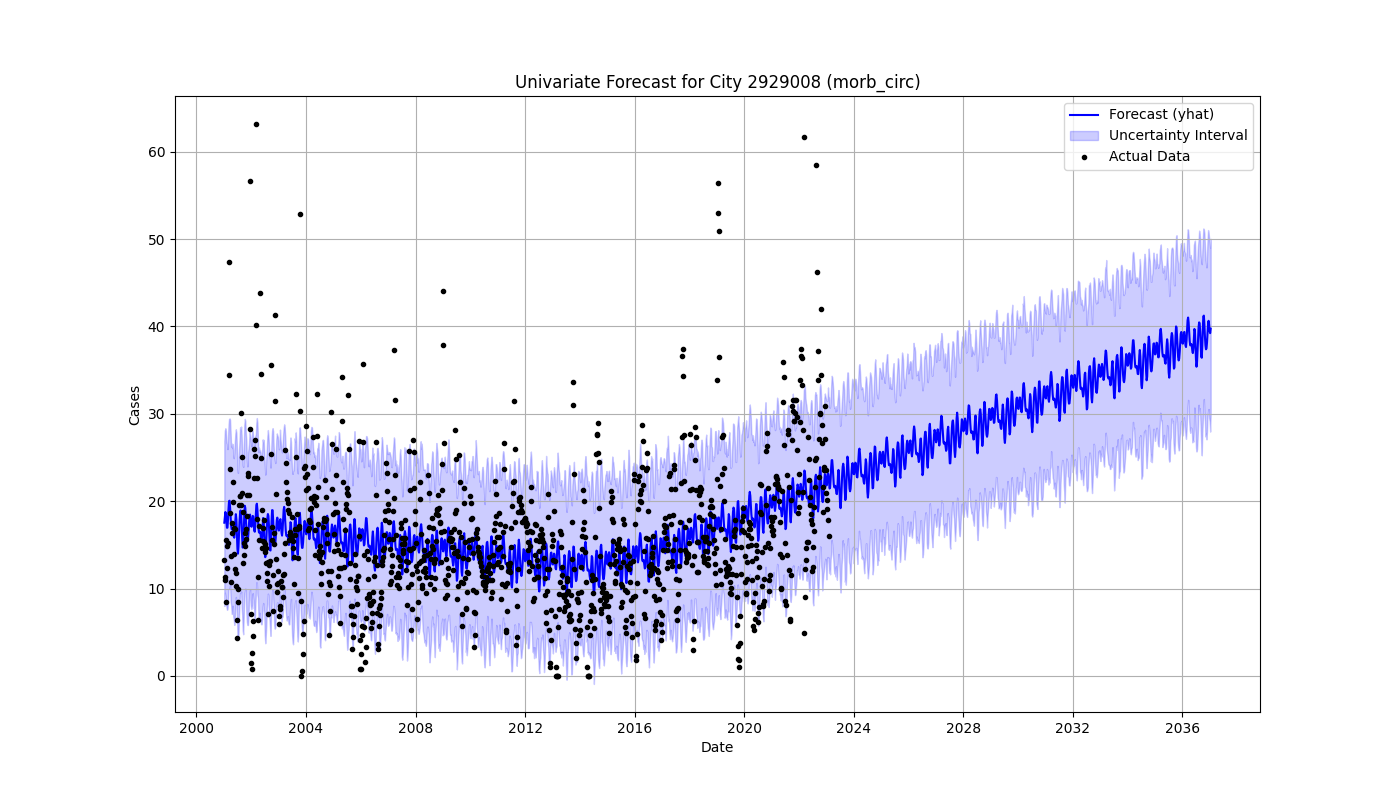 Univariate Forecast for City 2929008 (morb_circ)
Forecast (yhat)
Uncertainty Interval
Actual Data
Cases
60
50
40
30
20
10
0
2000 2004 2008 2012 2016 2020 2024 2028 2032 2036
Date